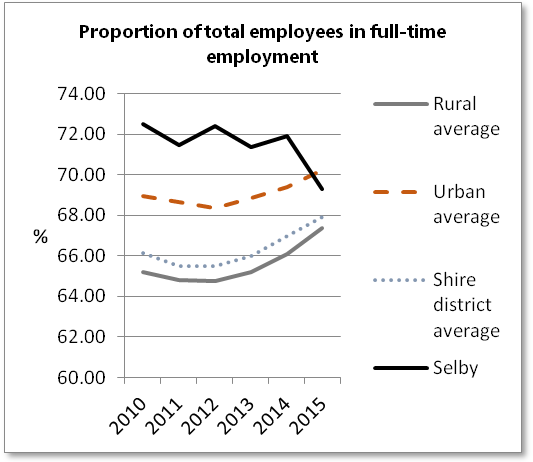 Proportion of total employees in full-time
employment
74.00
72.00
70.00
68.00
66.00
64.00
62.00
60.00
%
2010
2011
2012
2013
2014
2015
Rural
average
Urban
average
Shire
district
average
Selby